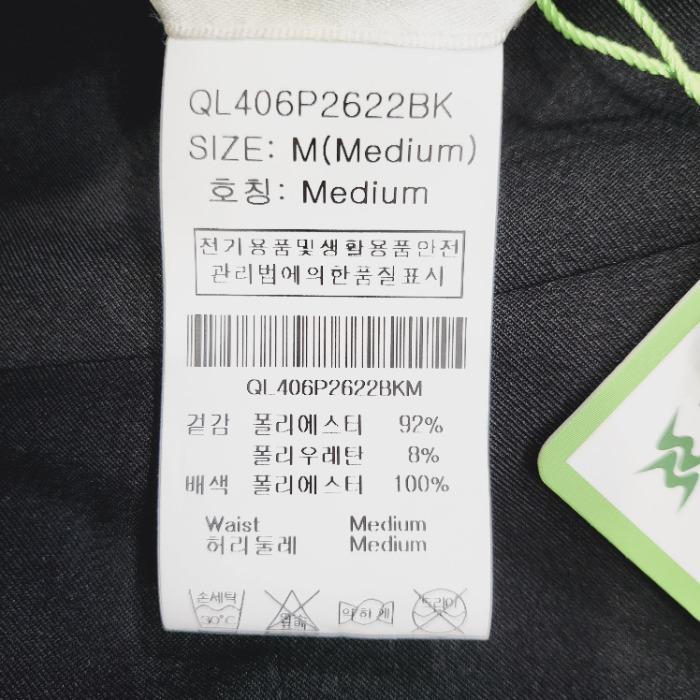 QL406P2622BK
SIZE: M(Medium)
호칭: Medium
전기용품및생활용품안전
관리법에의한품질표시
QL406P2622BKM
겉감 폴리에스터 92%
폴리우레탄 8%
배색 폴리에스터 100%
Waist Medium
허리둘레 Medium
손세탁 약하게 드라이
30°C